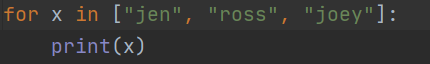 for x in ["jen", "ross", "joey"]:
    print(x)